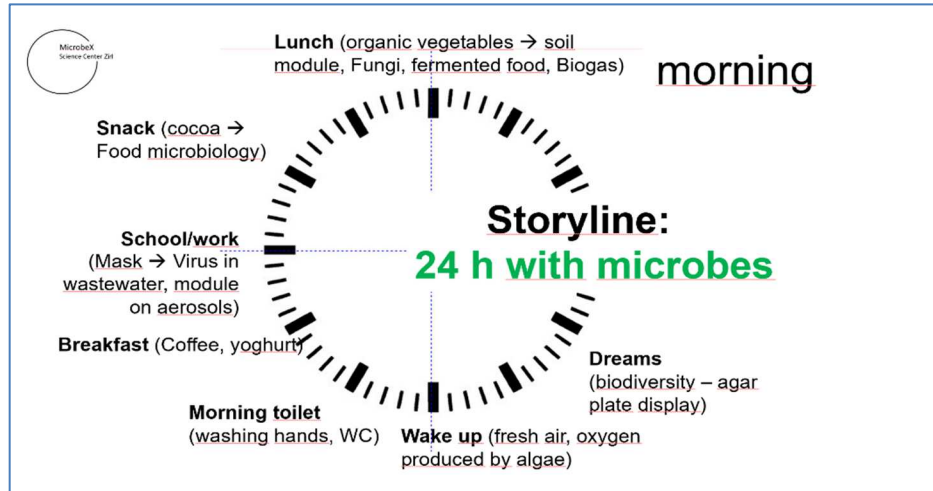 MicrobeX
Science Center Zirl
Lunch (organic vegetables → soil
module, Fungi, fermented food, Biogas)
morning
Snack (cocoa →
Food microbiology)
Storyline:
24 h with microbes
School/work
(Mask → Virus in
wastewater, module
on aerosols)
Breakfast (Coffee, yoghurt)
Dreams
(biodiversity – agar
plate display)
Morning toilet
(washing hands, WC)
Wake up (fresh air, oxygen
produced by algae)